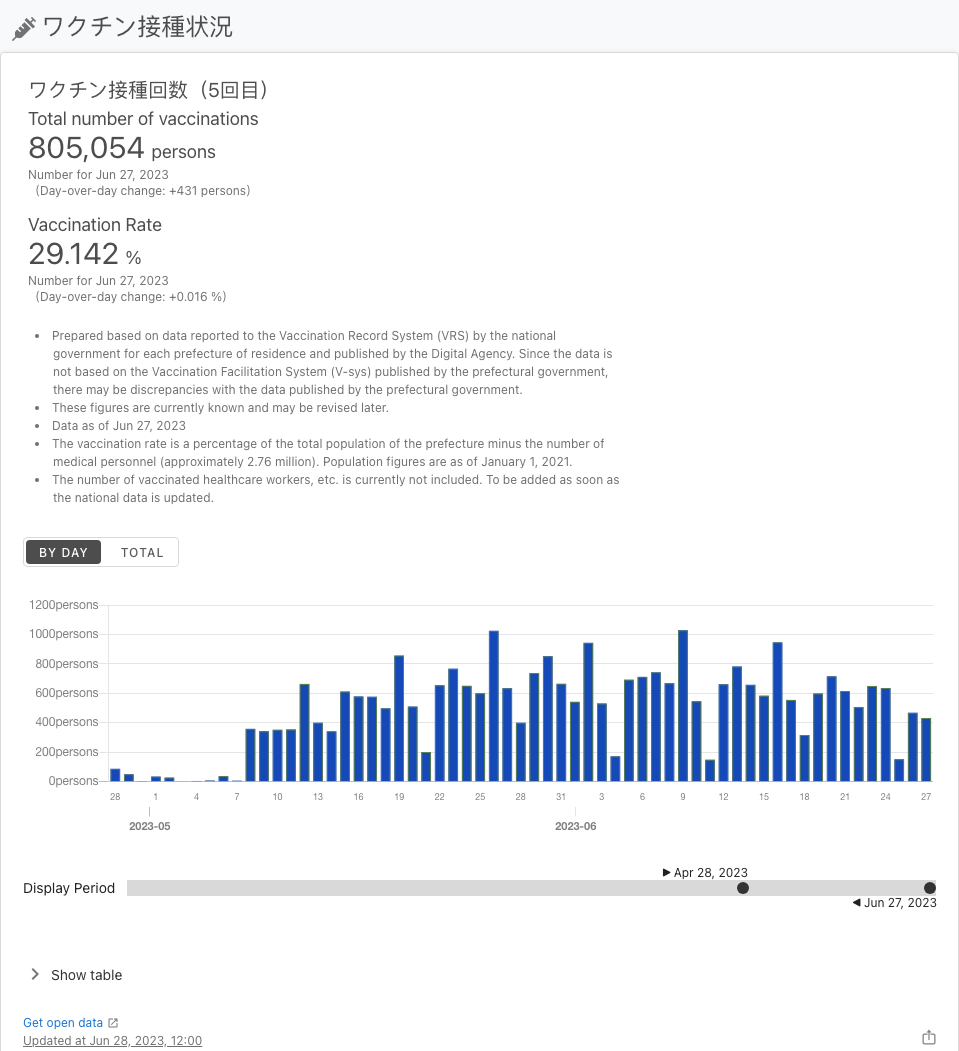 ワクチン接種状況
ワクチン接種回数（5回目）
Total number of vaccinations
805,054 persons
Number for Jun 27, 2023
(Day-over-day change: +431 persons)
Vaccination Rate
29.142 %
Number for Jun 27, 2023
(Day-over-day change: +0.016 %)
• Prepared based on data reported to the Vaccination Record System (VRS) by the national
government for each prefecture of residence and published by the Digital Agency. Since the data is
not based on the Vaccination Facilitation System (V-sys) published by the prefectural government,
there may be discrepancies with the data published by the prefectural government.
• These figures are currently known and may be revised later.
• Data as of Jun 27, 2023
• The vaccination rate is a percentage of the total population of the prefecture minus the number of
medical personnel (approximately 2.76 million). Population figures are as of January 1, 2021.
• The number of vaccinated healthcare workers, etc. is currently not included. To be added as soon as
the national data is updated.
BY DAY TOTAL
1200persons
1000persons
800persons
600persons
400persons
200persons
0persons
28 1 4 7 10 13 16 19 22 25 28 31 3 6 9 12 15 18 21 24 27
2023-05 2023-06
▶ Apr 28, 2023
Display Period
◀ Jun 27, 2023
Show table
Get open data
Updated at Jun 28, 2023, 12:00